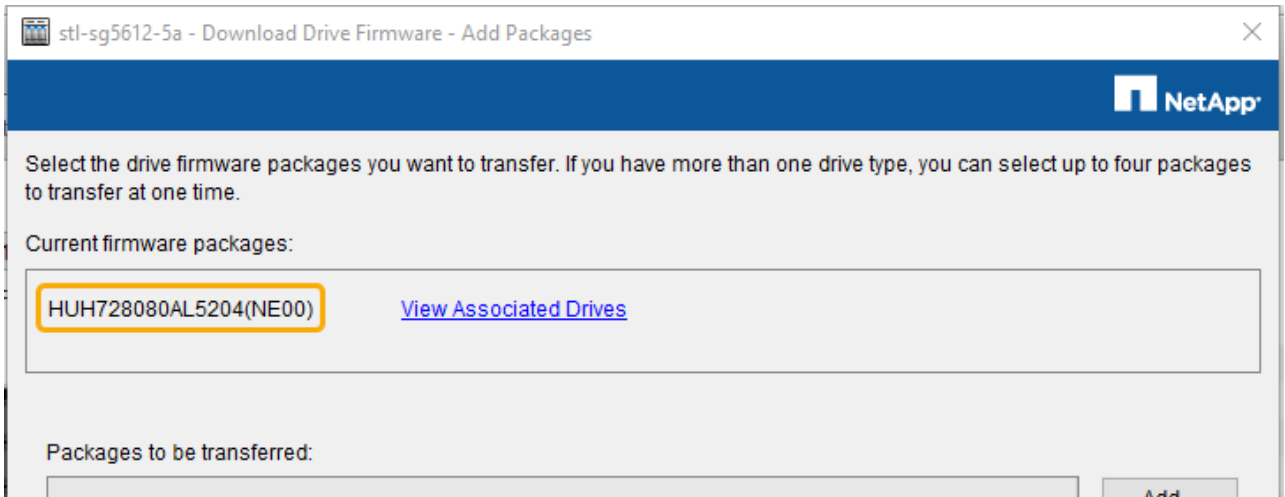 stl-sg5612-5a - Download Drive Firmware - Add Packages
NetApp
Select the drive firmware packages you want to transfer. If you have more than one drive type, you can select up to four packages
to transfer at one time.
Current firmware packages:
HUH728080AL5204(NE00) View Associated Drives
Packages to be transferred:
Add...